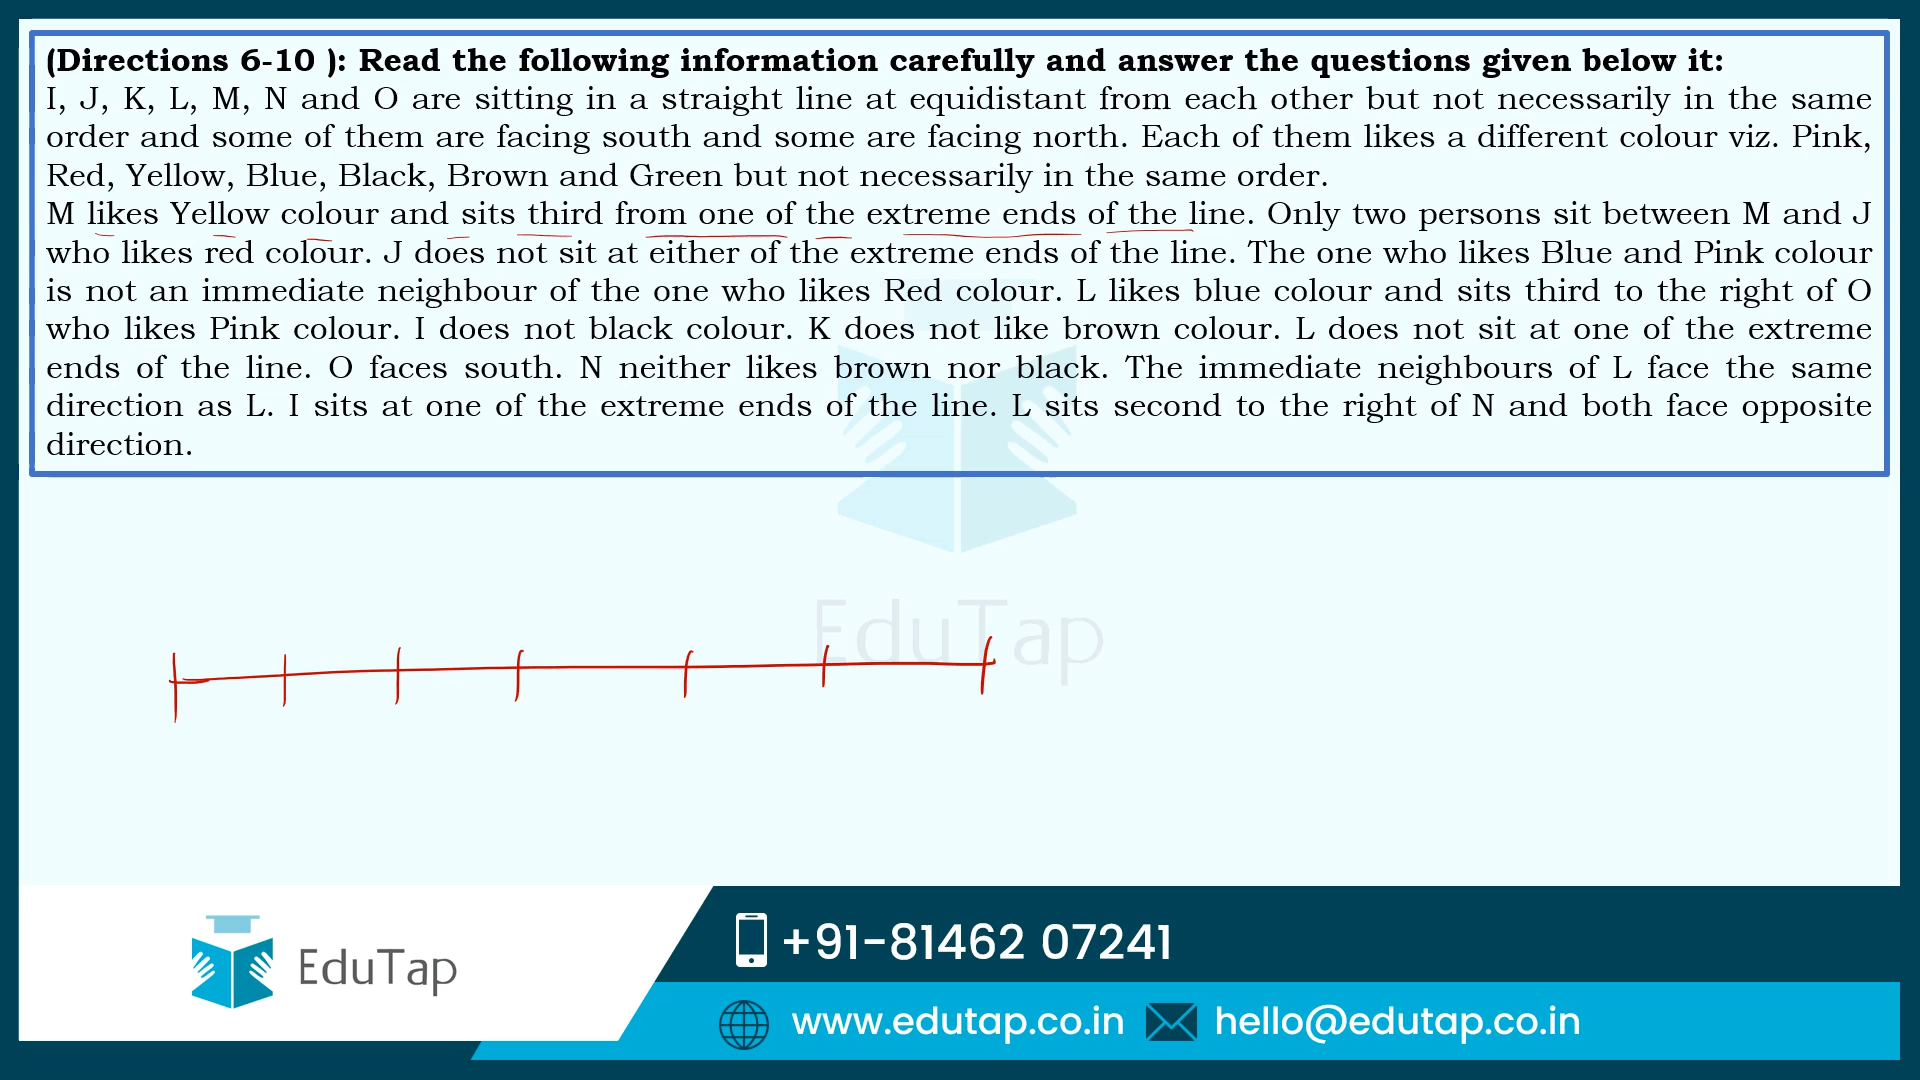 (Directions 6-10 ): Read the following information carefully and answer the questions given below it:
I, J, K, L, M, N and O are sitting in a straight line at equidistant from each other but not necessarily in the same
order and some of them are facing south and some are facing north. Each of them likes a different colour viz. Pink,
Red, Yellow, Blue, Black, Brown and Green but not necessarily in the same order.
M likes Yellow colour and sits third from one of the extreme ends of the line. Only two persons sit between M and J
who likes red colour. J does not sit at either of the extreme ends of the line. The one who likes Blue and Pink colour
is not an immediate neighbour of the one who likes Red colour. L likes blue colour and sits third to the right of O
who likes Pink colour. I does not black colour. K does not like brown colour. L does not sit at one of the extreme
ends of the line. O faces south. N neither likes brown nor black. The immediate neighbours of L face the same
direction as L. I sits at one of the extreme ends of the line. L sits second to the right of N and both face opposite
direction.
EduTap
EduTap
+91-81462 07241
www.edutap.co.in hello@edutap.co.in